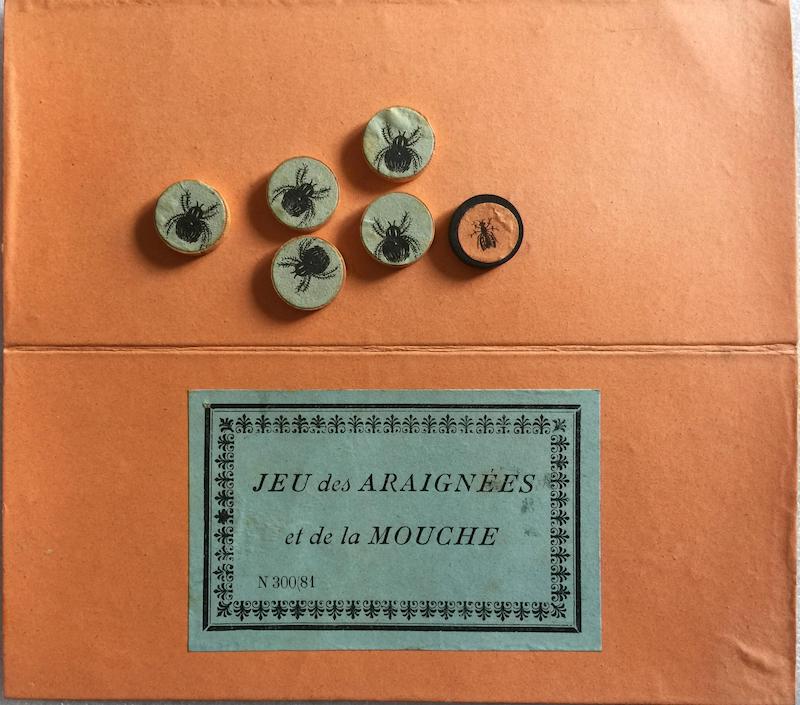 JEU des ARAIGNÉES
et de la MOUCHE
N 300/81